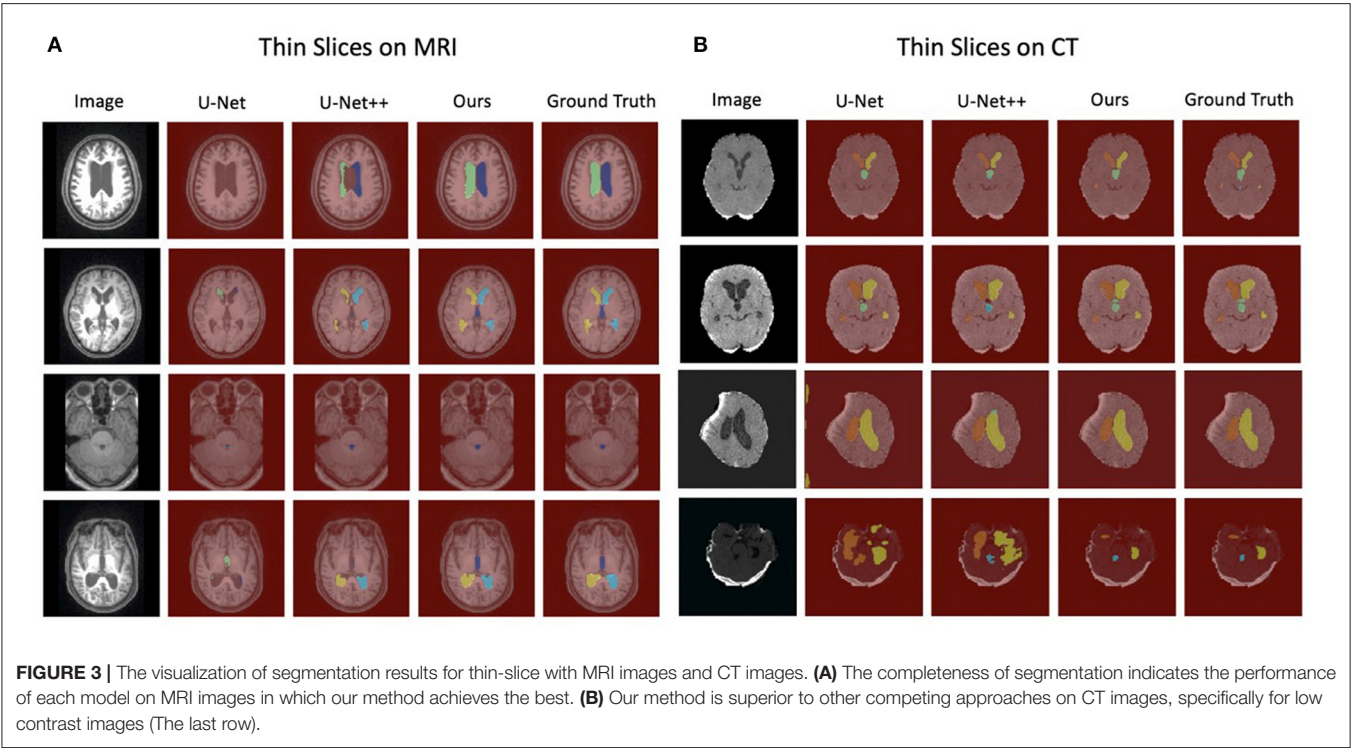 A
Thin Slices on MRI
Image U-Net U-Net++ Ours Ground Truth
B
Thin Slices on CT
Image U-Net U-Net++ Ours Ground Truth
FIGURE 3 | The visualization of segmentation results for thin-slice with MRI images and CT images. (A) The completeness of segmentation indicates the performance
of each model on MRI images in which our method achieves the best. (B) Our method is superior to other competing approaches on CT images, specifically for low
contrast images (The last row).